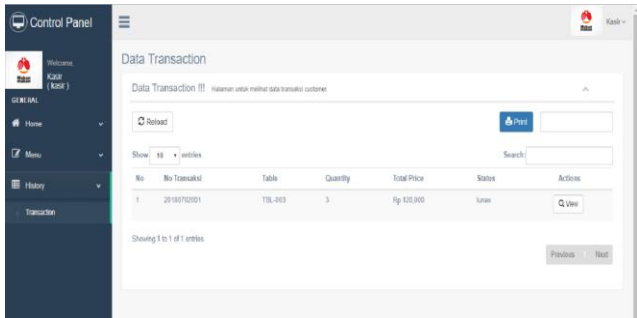 Control Panel
Kasir
Welcome,
Kasir
( kasir )
GENERAL
Home
Menu
History
Transaction
Data Transaction
Data Transaction !!! Halaman untuk melihat data transaksi customer.
Reload
Print
Show 10 entries
Search:
No No Transaksi Table Quantity Total Price Status Actions
1 20180702001 TBL-003 3 Rp 120,000 lunas View
Showing 1 to 1 of 1 entries
Previous 1 Next